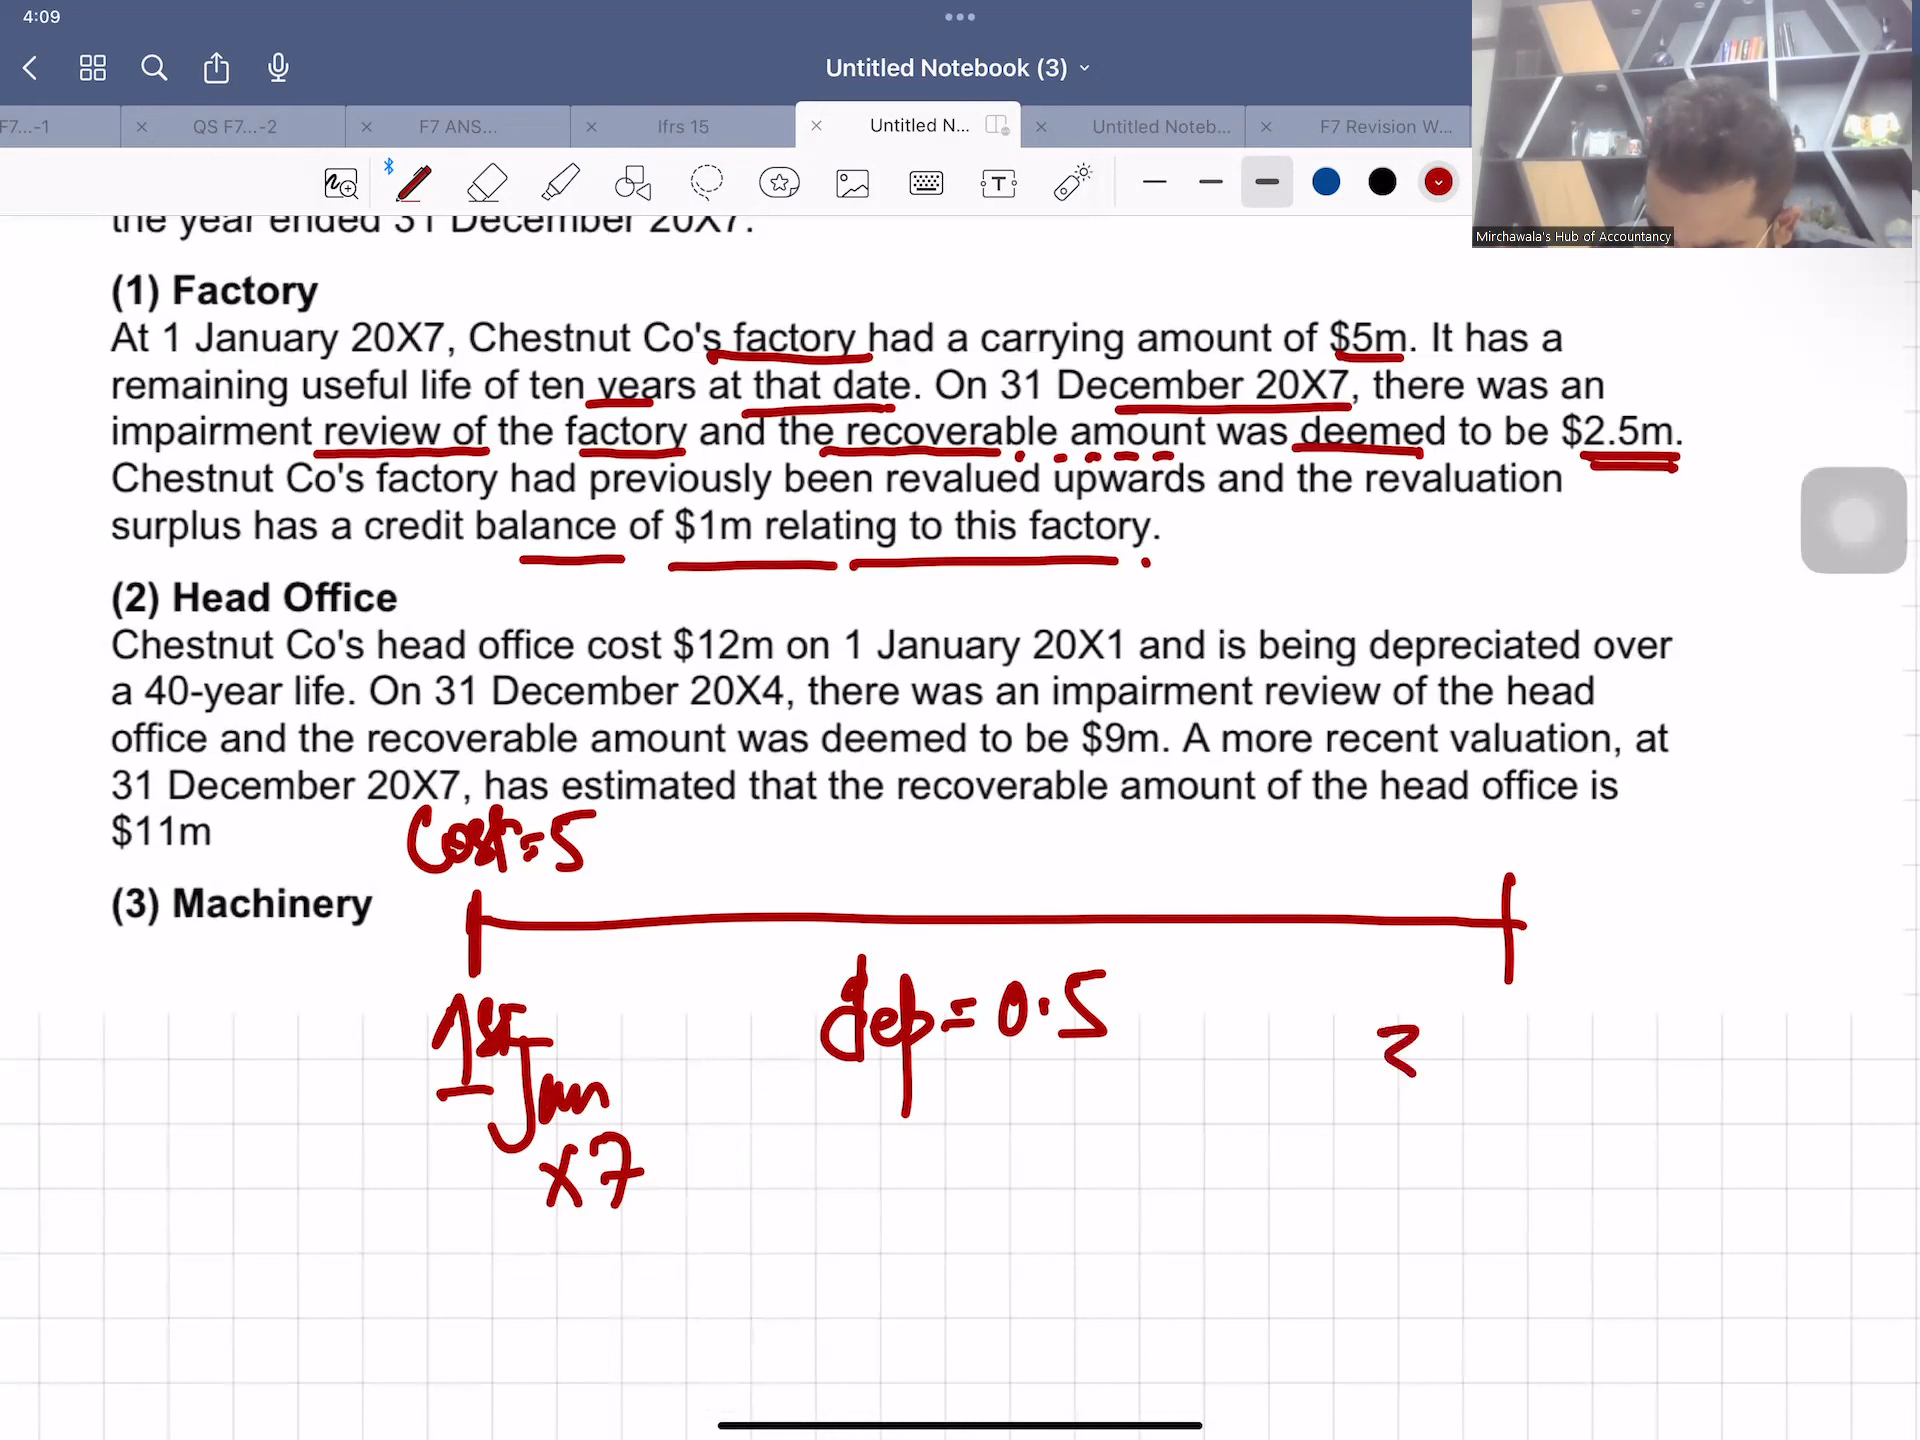 4:09
Untitled Notebook (3)
F7...-1
QS F7...-2
F7 ANS...
Ifrs 15
Untitled N...
Untitled Noteb...
F7 Revision W...
T
Mirchawala's Hub of Accountancy
the year ended 31 December 20X7.
(1) Factory
At 1 January 20X7, Chestnut Co's factory had a carrying amount of $5m. It has a
remaining useful life of ten years at that date. On 31 December 20X7, there was an
impairment review of the factory and the recoverable amount was deemed to be $2.5m.
Chestnut Co's factory had previously been revalued upwards and the revaluation
surplus has a credit balance of $1m relating to this factory.
(2) Head Office
Chestnut Co's head office cost $12m on 1 January 20X1 and is being depreciated over
a 40-year life. On 31 December 20X4, there was an impairment review of the head
office and the recoverable amount was deemed to be $9m. A more recent valuation, at
31 December 20X7, has estimated that the recoverable amount of the head office is
$11m
Cost=5
(3) Machinery
dep=0.5
1st
Jan
X7